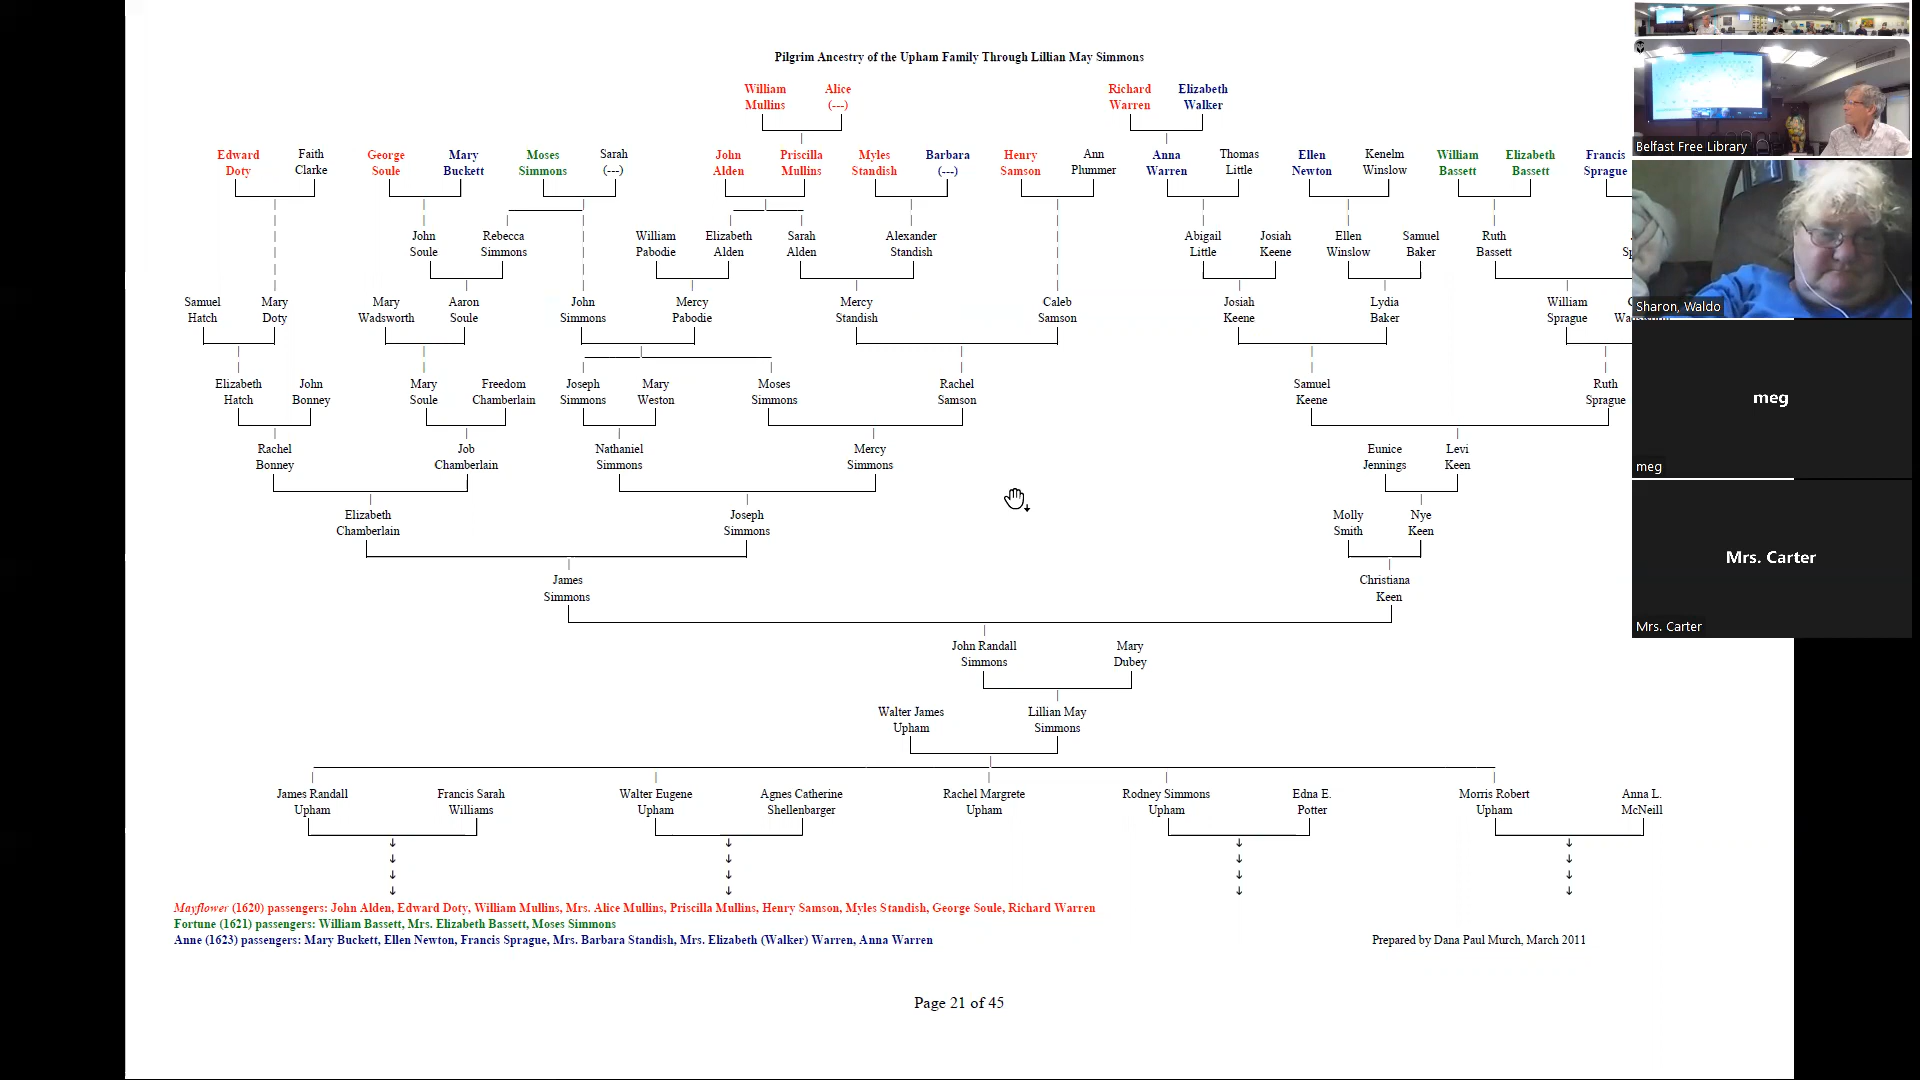 Pilgrim Ancestry of the Upham Family Through Lillian May Simmons
William Alice Richard Elizabeth
Mullins (---) Warren Walker
Edward Faith George Mary Moses Sarah John Priscilla Myles Barbara Henry Ann Anna Thomas Ellen Kenelm William Elizabeth Francis
Doty Clarke Soule Buckett Simmons (---) Alden Mullins Standish (---) Samson Plummer Warren Little Newton Winslow Bassett Bassett Sprague
John Rebecca William Elizabeth Sarah Alexander Abigail Josiah Ellen Samuel Ruth
Soule Simmons Pabodie Alden Alden Standish Little Keene Winslow Baker Bassett
Samuel Mary Mary Aaron John Mercy Mercy Caleb Josiah Lydia William
Hatch Doty Wadsworth Soule Simmons Pabodie Standish Samson Keene Baker Sprague
Elizabeth John Mary Freedom Joseph Mary Moses Rachel Samuel Ruth
Hatch Bonney Soule Chamberlain Simmons Weston Simmons Samson Keene Sprague
Rachel Job Nathaniel Mercy Eunice Levi
Bonney Chamberlain Simmons Simmons Jennings Keen
Elizabeth Joseph Molly Nye
Chamberlain Simmons Smith Keen
James Christiana
Simmons Keen
John Randall Mary
Simmons Dubey
Walter James Lillian May
Upham Simmons
James Randall Francis Sarah Walter Eugene Agnes Catherine Rachel Margrete Rodney Simmons Edna E. Morris Robert Anna L.
Upham Williams Upham Shellenbarger Upham Upham Potter Upham McNeill
Mayflower (1620) passengers: John Alden, Edward Doty, William Mullins, Mrs. Alice Mullins, Priscilla Mullins, Henry Samson, Myles Standish, George Soule, Richard Warren
Fortune (1621) passengers: William Bassett, Mrs. Elizabeth Bassett, Moses Simmons
Anne (1623) passengers: Mary Buckett, Ellen Newton, Francis Sprague, Mrs. Barbara Standish, Mrs. Elizabeth (Walker) Warren, Anna Warren
Prepared by Dana Paul Murch, March 2011
Page 21 of 45
Belfast Free Library
Sharon, Waldo
meg
meg
Mrs. Carter
Mrs. Carter